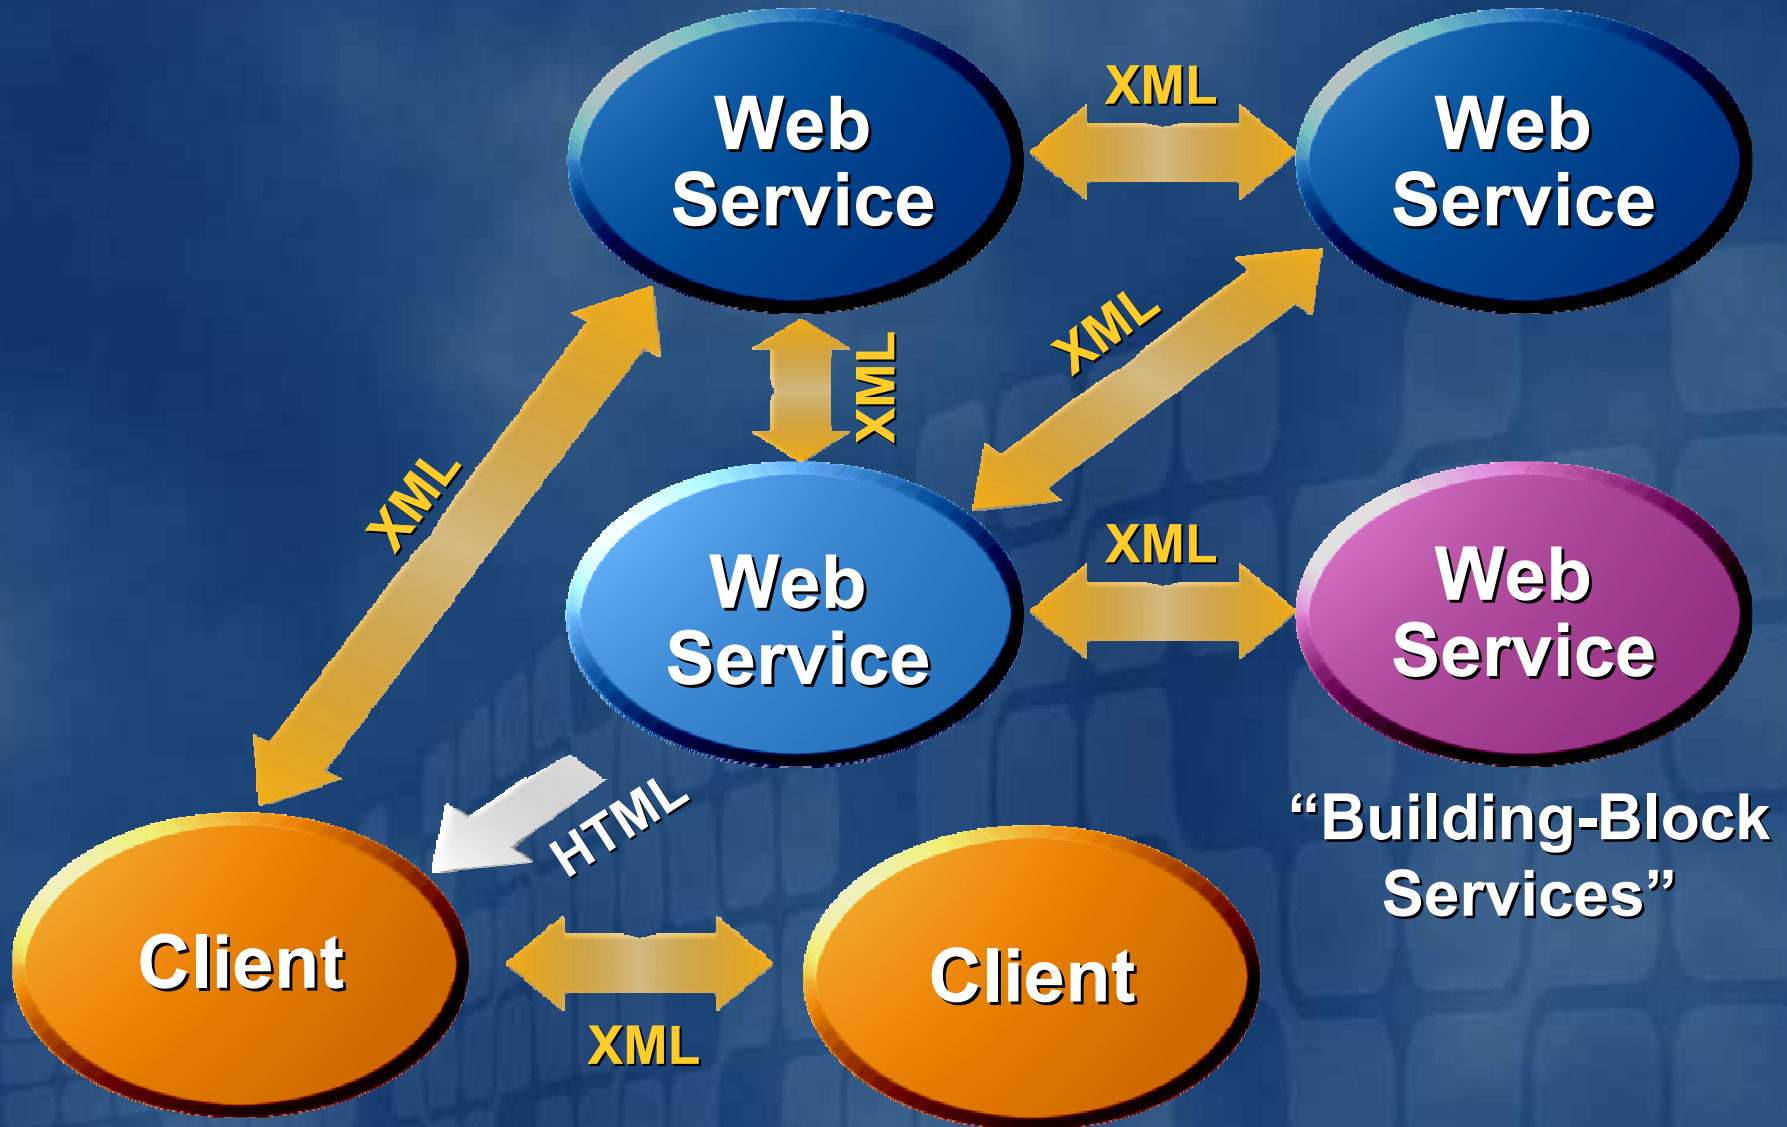 Web
Service
XML
Web
Service
XML
XML
XML
Web
Service
XML
Web
Service
HTML
“Building-Block
Services”
Client
XML
Client